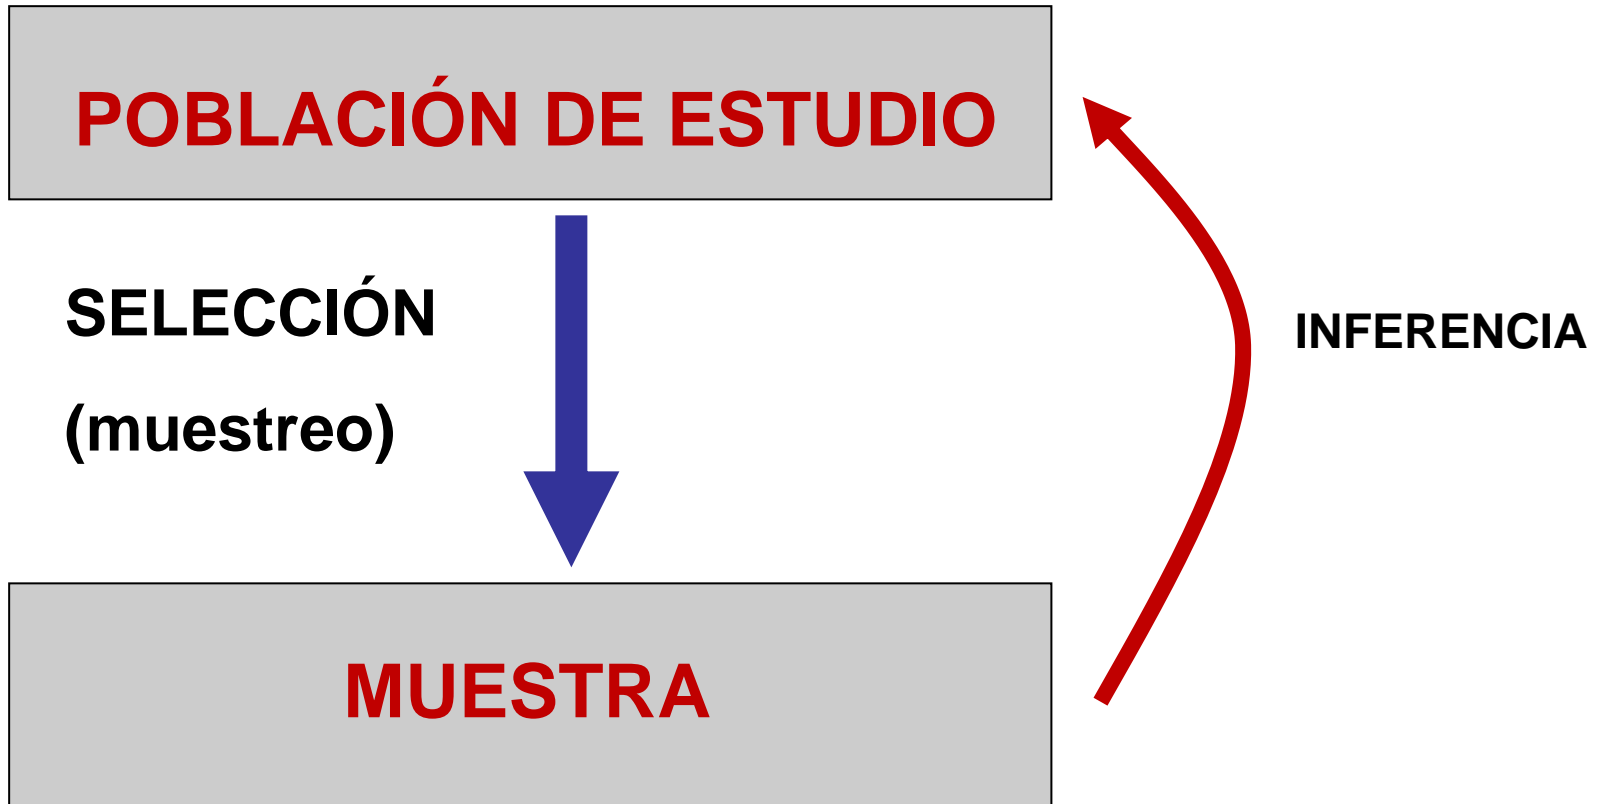 POBLACIÓN DE ESTUDIO
SELECCIÓN
(muestreo)
INFERENCIA
MUESTRA